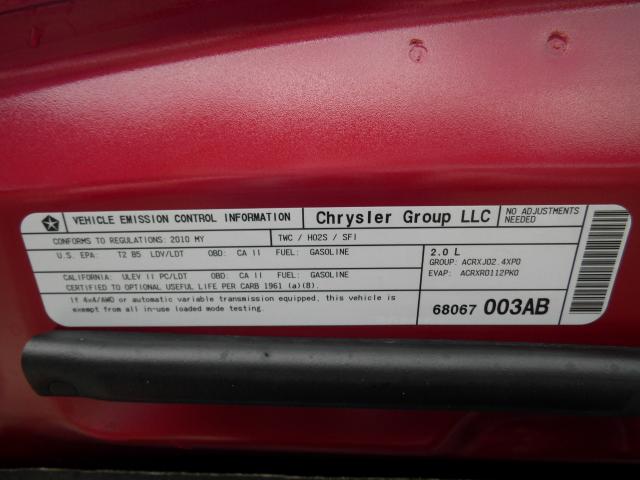 VEHICLE EMISSION CONTROL INFORMATION Chrysler Group LLC NO ADJUSTMENTS
NEEDED
CONFORMS TO REGULATIONS: 2010 MY TWC / HO2S / SFI
U.S. EPA: T2 B5 LDV/LDT OBD: CA II FUEL: GASOLINE 2.0 L
GROUP: ACRXJ02.4XP0
CALIFORNIA: ULEV II PC/LDT OBD: CA II FUEL: GASOLINE EVAP: ACRXR0112PK0
CERTIFIED TO OPTIONAL USEFUL LIFE PER CARB 1961 (a)(8).
If 4x4/AWD or automatic variable transmission equipped, this vehicle is
exempt from all in-use loaded mode testing.
68067 003AB